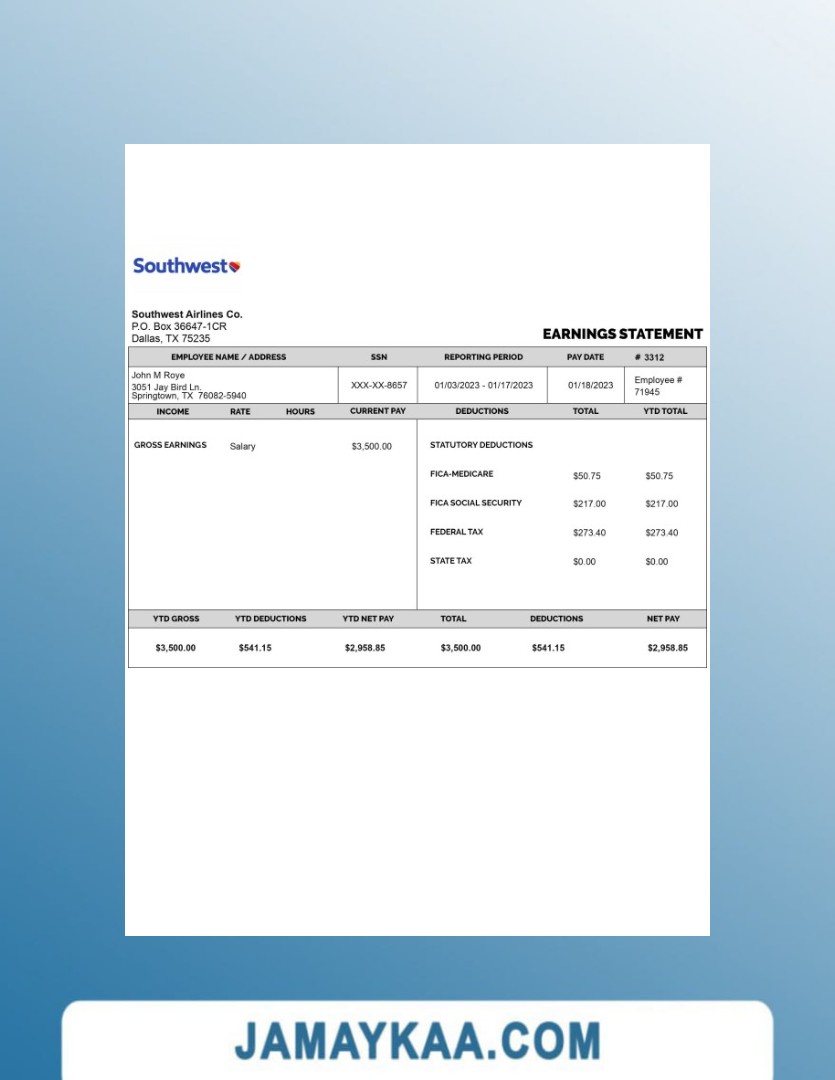 Southwest
Southwest Airlines Co.
P.O. Box 36647-1CR
Dallas, TX 75235
EARNINGS STATEMENT
EMPLOYEE NAME / ADDRESS SSN REPORTING PERIOD PAY DATE # 3312
John M Roye
3051 Jay Bird Ln.
Springtown, TX 76082-5940
XXX-XX-8657 01/03/2023 - 01/17/2023 01/18/2023
Employee #
71945
INCOME RATE HOURS CURRENT PAY DEDUCTIONS TOTAL YTD TOTAL
GROSS EARNINGS Salary $3,500.00 STATUTORY DEDUCTIONS
FICA-MEDICARE $50.75 $50.75
FICA SOCIAL SECURITY $217.00 $217.00
FEDERAL TAX $273.40 $273.40
STATE TAX $0.00 $0.00
YTD GROSS YTD DEDUCTIONS YTD NET PAY TOTAL DEDUCTIONS NET PAY
$3,500.00 $541.15 $2,958.85 $3,500.00 $541.15 $2,958.85
JAMAYKAA.COM